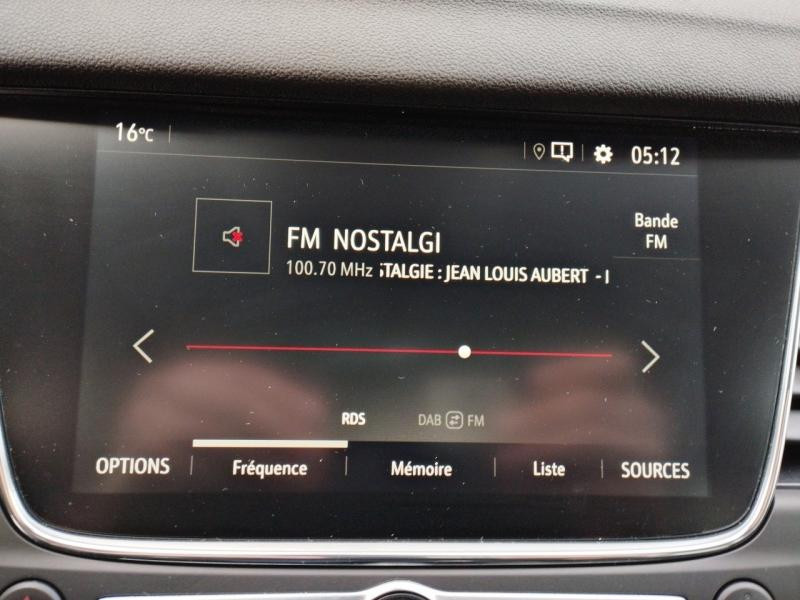 16°C
05:12
FM NOSTALGI
Bande
FM
100.70 MHz STALGIE : JEAN LOUIS AUBERT - I
RDS
DAB FM
OPTIONS
Fréquence
Mémoire
Liste
SOURCES